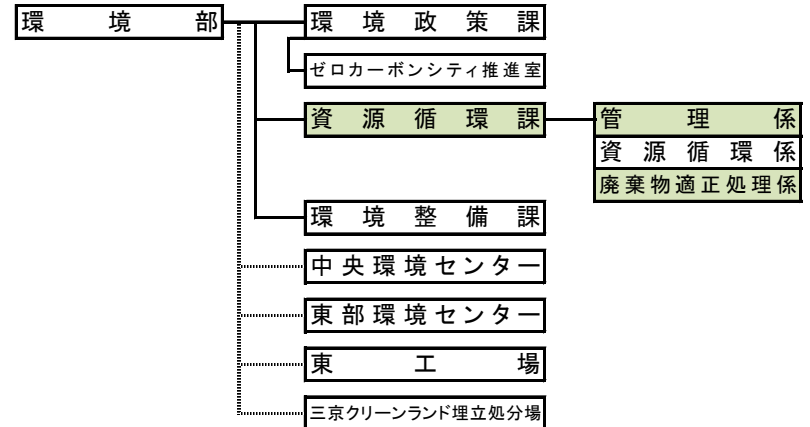 環境部
環境政策課
ゼロカーボンシティ推進室
資源循環課
管理係
資源循環係
廃棄物適正処理係
環境整備課
中央環境センター
東部環境センター
東工場
三京クリーンランド埋立処分場